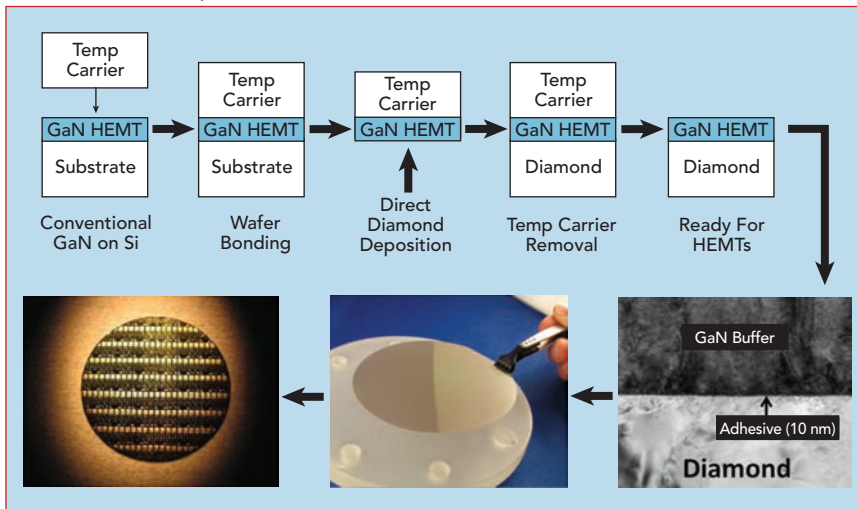 Temp
Carrier
GaN HEMT
Substrate
Conventional
GaN on Si
Temp
Carrier
GaN HEMT
Substrate
Wafer
Bonding
Temp
Carrier
GaN HEMT
Direct
Diamond
Deposition
Temp
Carrier
GaN HEMT
Diamond
Temp Carrier
Removal
GaN HEMT
Diamond
Ready For
HEMTs
GaN Buffer
Adhesive (10 nm)
Diamond